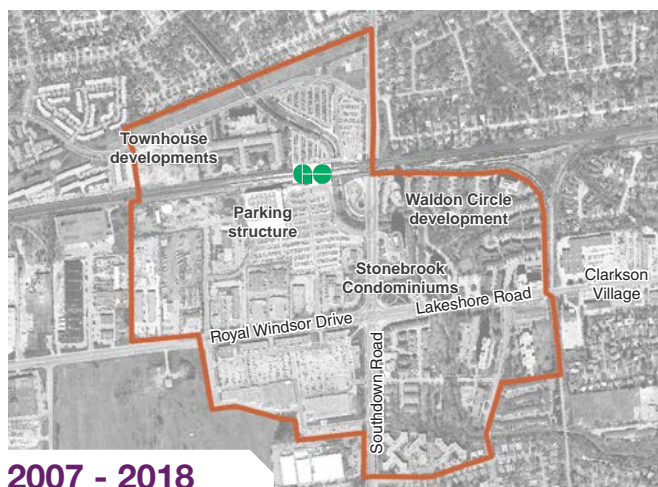 Townhouse
developments
GO
Parking
structure
Waldon Circle
development
Stonebrook
Condominiums
Clarkson
Village
Lakeshore Road
Royal Windsor Drive
Southdown Road
2007 - 2018